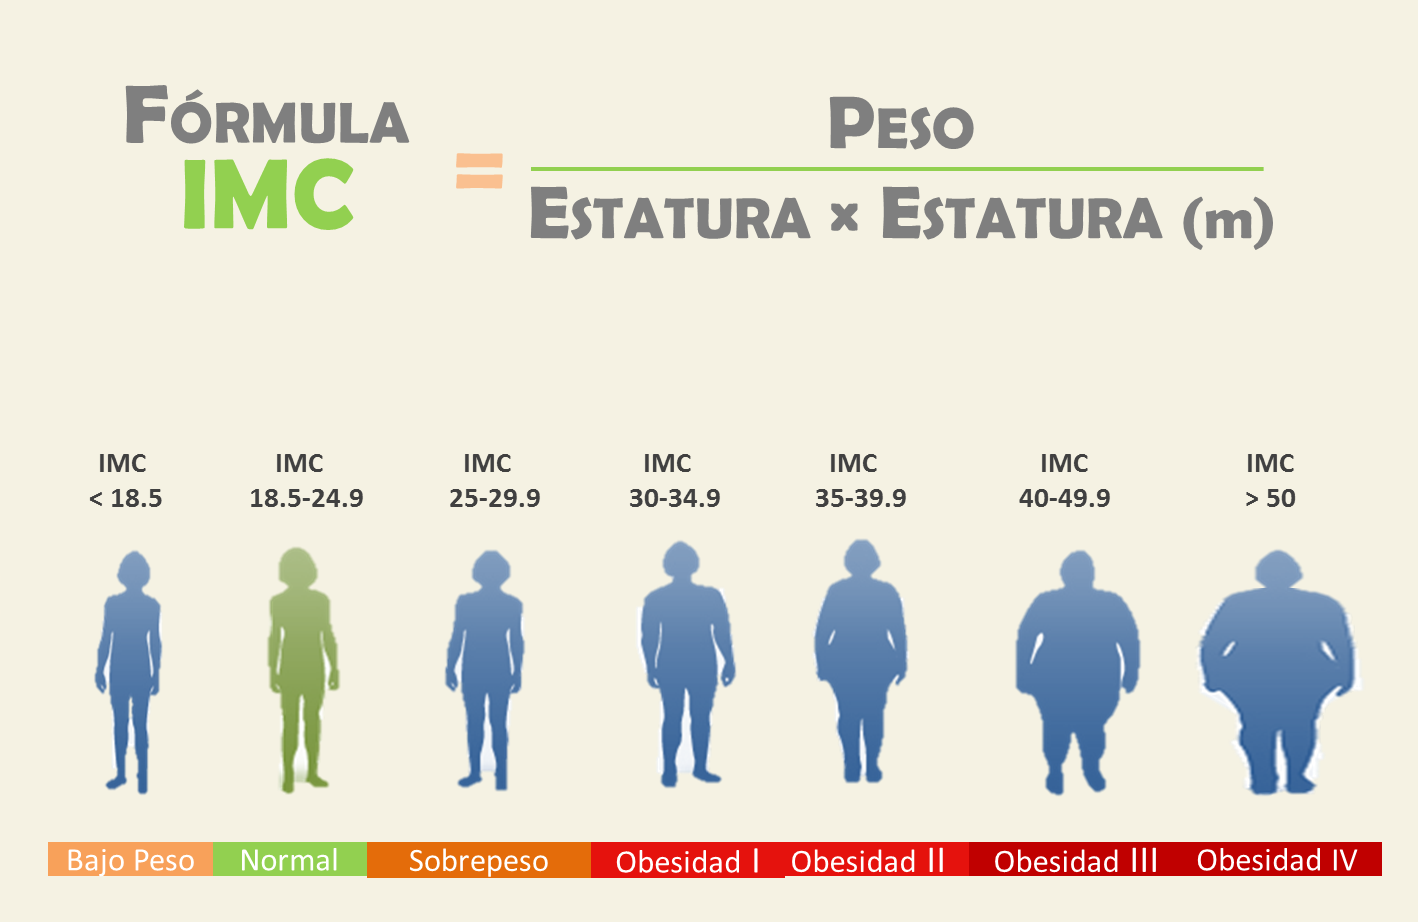 FÓRMULA
IMC
=
PESO
ESTATURA x ESTATURA (m)
IMC IMC IMC IMC IMC IMC IMC
< 18.5 18.5-24.9 25-29.9 30-34.9 35-39.9 40-49.9 > 50
Bajo Peso Normal Sobrepeso Obesidad I Obesidad II Obesidad III Obesidad IV